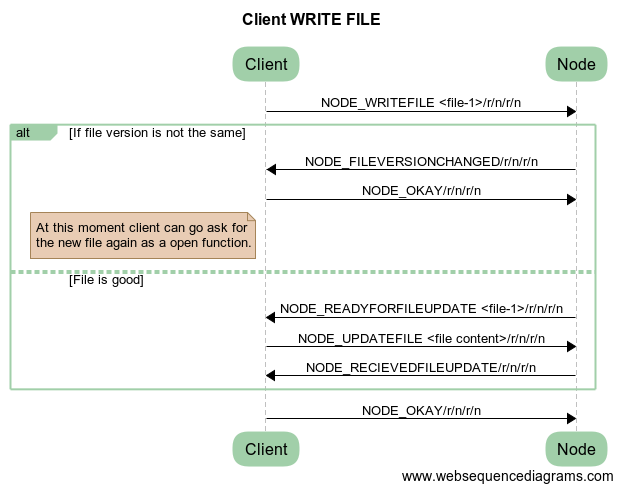 Client WRITE FILE
Client
Node
NODE_WRITEFILE <file-1>/r/n/r/n
alt
[If file version is not the same]
NODE_FILEVERSIONCHANGED/r/n/r/n
NODE_OKAY/r/n/r/n
At this moment client can go ask for
the new file again as a open function.
[File is good]
NODE_READYFORFILEUPDATE <file-1>/r/n/r/n
NODE_UPDATEFILE <file content>/r/n/r/n
NODE_RECIEVEDFILEUPDATE/r/n/r/n
NODE_OKAY/r/n/r/n
Client
Node
www.websequencediagrams.com